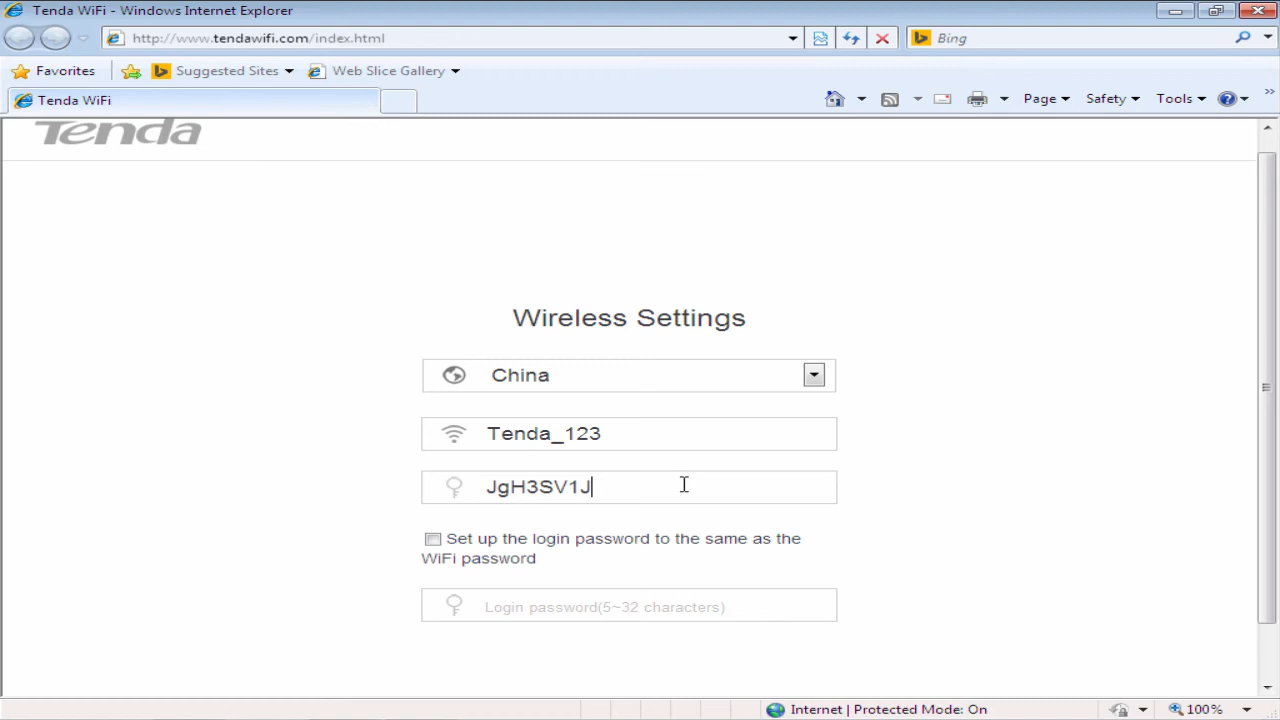 Tenda WiFi - Windows Internet Explorer
http://www.tendawifi.com/index.html
Bing
Favorites
Suggested Sites
Web Slice Gallery
Tenda WiFi
Page
Safety
Tools
Tenda
Wireless Settings
China
Tenda_123
JgH3SV1J
Set up the login password to the same as the
WiFi password
Login password(5~32 characters)
Internet | Protected Mode: On
100%